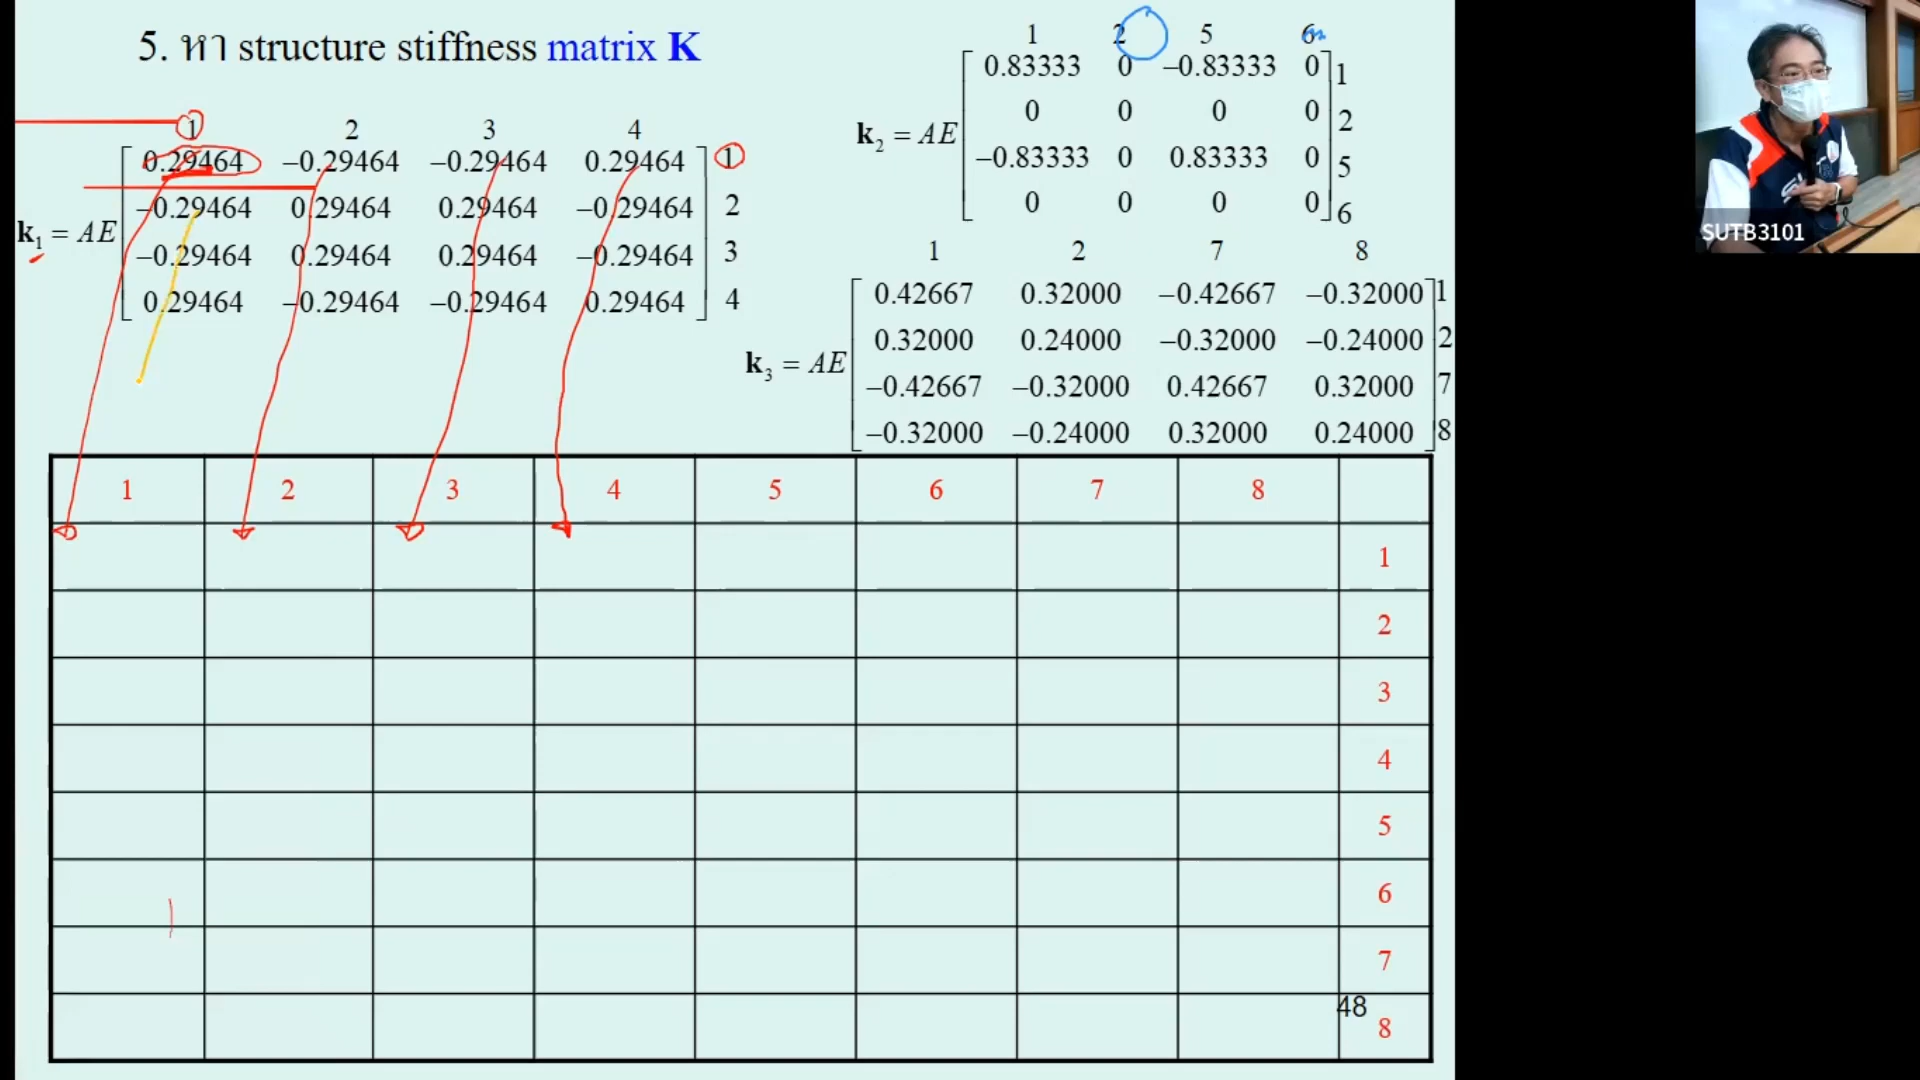 5. หา structure stiffness matrix K
1 2 3 4
k1 = AE
0.29464 −0.29464 −0.29464 0.29464 1
−0.29464 0.29464 0.29464 −0.29464 2
−0.29464 0.29464 0.29464 −0.29464 3
0.29464 −0.29464 −0.29464 0.29464 4
1 2 5 6
k2 = AE
0.83333 0 −0.83333 0 1
0 0 0 0 2
−0.83333 0 0.83333 0 5
0 0 0 0 6
1 2 7 8
k3 = AE
0.42667 0.32000 −0.42667 −0.32000 1
0.32000 0.24000 −0.32000 −0.24000 2
−0.42667 −0.32000 0.42667 0.32000 7
−0.32000 −0.24000 0.32000 0.24000 8
1 2 3 4 5 6 7 8
1
2
3
4
5
6
7
8
48
SUTB3101